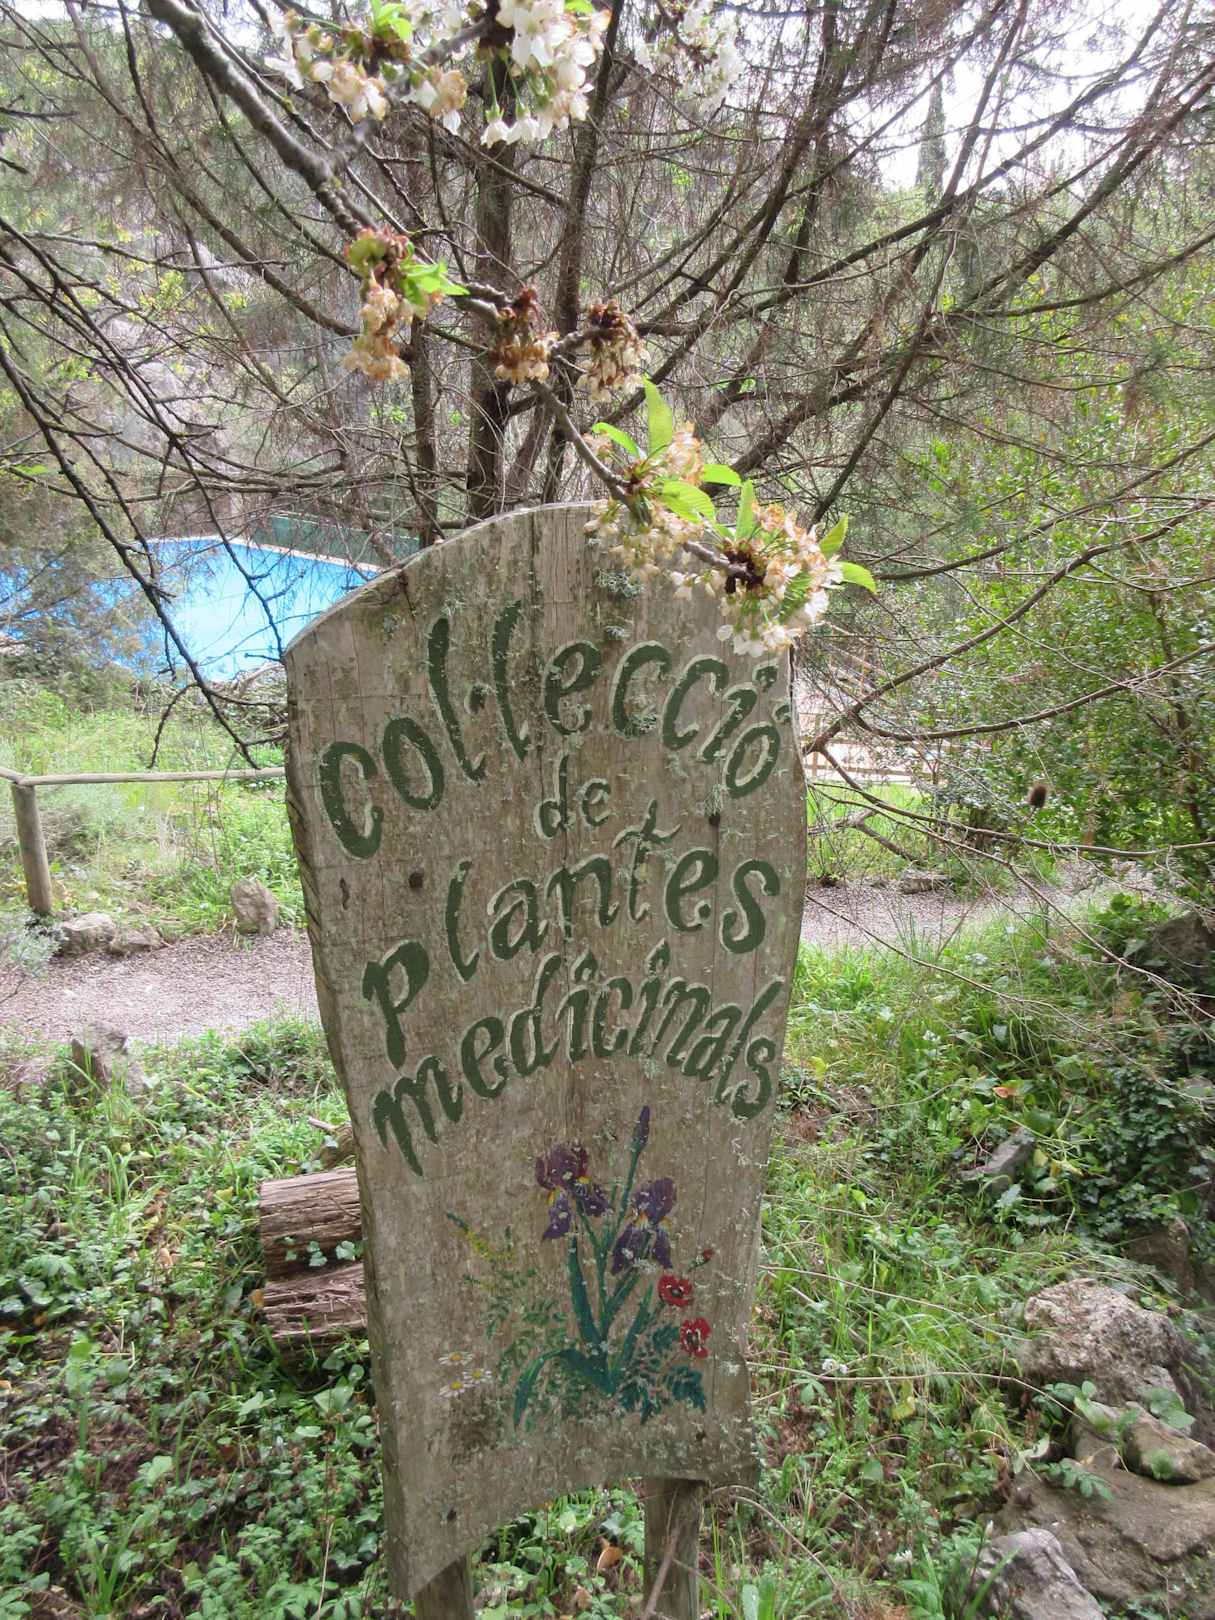 Col·lecció
de
plantes
medicinals